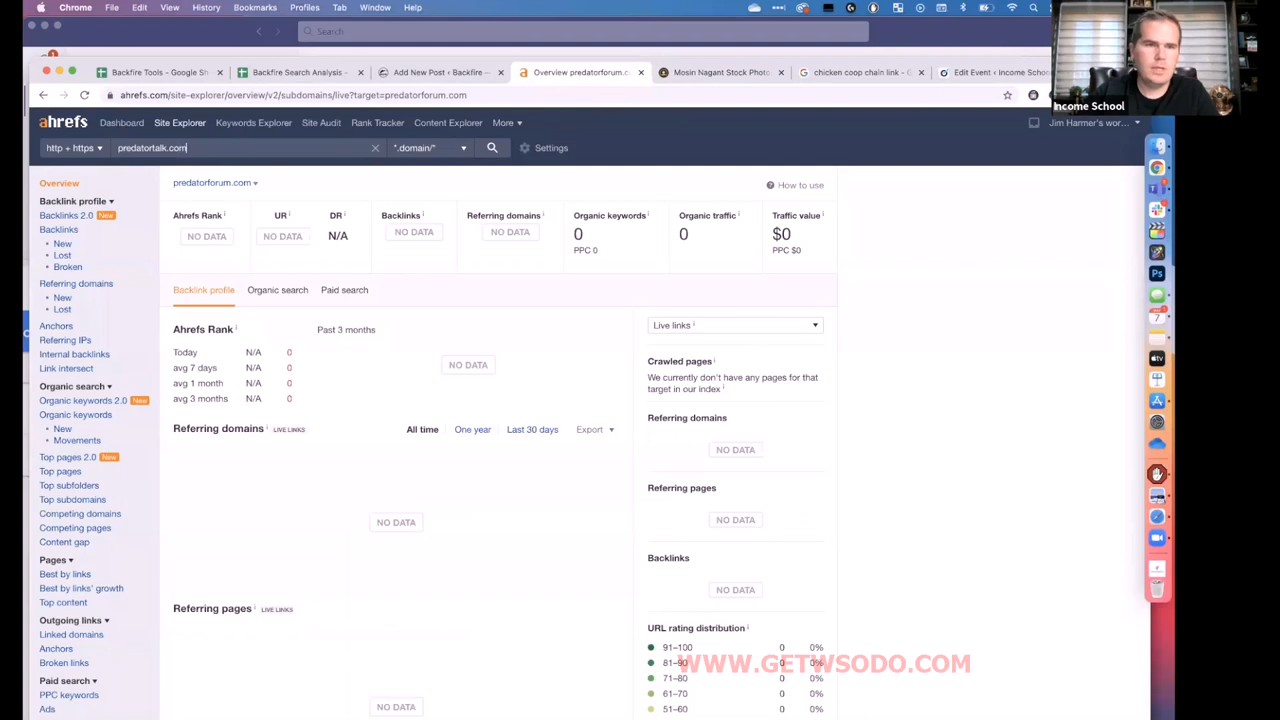 Chrome File Edit View History Bookmarks Profiles Tab Window Help
Search
Backfire Tools - Google Sh
Backfire Search Analysis -
Add New Post ‹ Backfire —
Overview predatorforum.c
Mosin Nagant Stock Photo
chicken coop chain link - G
Edit Event ‹ Income School
Income School
ahrefs.com/site-explorer/overview/v2/subdomains/live?target=predatorforum.com
ahrefs Dashboard Site Explorer Keywords Explorer Site Audit Rank Tracker Content Explorer More Jim Harmer's wor...
http + https predatortalk.com *.domain/* Settings
Overview
Backlink profile
Backlinks 2.0 New
Backlinks
• New
• Lost
• Broken
Referring domains
• New
• Lost
Anchors
Referring IPs
Internal backlinks
Link intersect
Organic search
Organic keywords 2.0 New
Organic keywords
• New
• Movements
Top pages 2.0 New
Top pages
Top subfolders
Top subdomains
Competing domains
Competing pages
Content gap
Pages
Best by links
Best by links' growth
Top content
Outgoing links
Linked domains
Anchors
Broken links
Paid search
PPC keywords
Ads
predatorforum.com
How to use
Ahrefs Rank UR DR Backlinks Referring domains Organic keywords Organic traffic Traffic value
NO DATA NO DATA N/A NO DATA NO DATA 0 0 $0
PPC 0 PPC $0
Backlink profile Organic search Paid search
Ahrefs Rank Past 3 months
Today N/A 0
avg 7 days N/A 0
avg 1 month N/A 0
avg 3 months N/A 0
NO DATA
Referring domains LIVE LINKS All time One year Last 30 days Export
NO DATA
Referring pages LIVE LINKS
NO DATA
Live links
Crawled pages
We currently don't have any pages for that
target in our index
Referring domains
NO DATA
Referring pages
NO DATA
Backlinks
NO DATA
URL rating distribution
91–100 0 0%
81–90 0 0%
71–80 0 0%
61–70 0 0%
51–60 0 0%
WWW.GETWSODO.COM